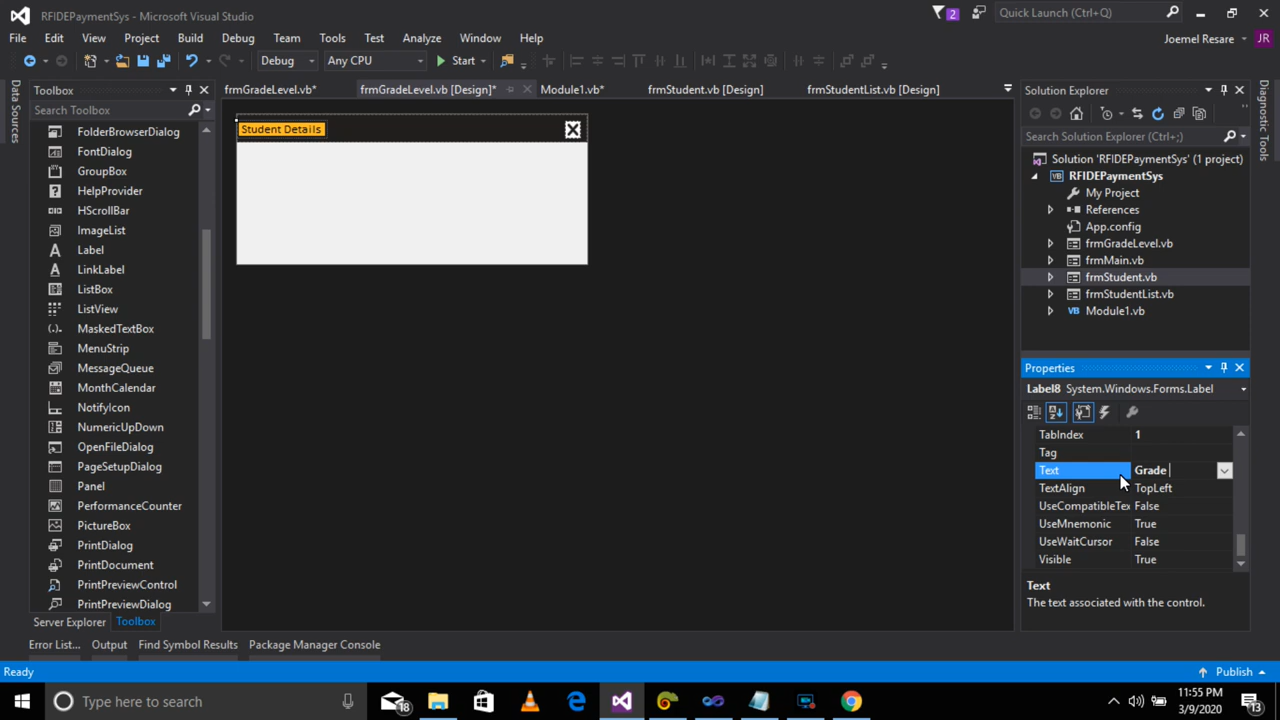 RFIDEPaymentSys - Microsoft Visual Studio
2
Quick Launch (Ctrl+Q)
File Edit View Project Build Debug Team Tools Test Analyze Window Help
Joemel Resare
JR
Debug
Any CPU
Start
Data Sources
Toolbox
Search Toolbox
FolderBrowserDialog
FontDialog
GroupBox
HelpProvider
HScrollBar
ImageList
Label
LinkLabel
ListBox
ListView
MaskedTextBox
MenuStrip
MessageQueue
MonthCalendar
NotifyIcon
NumericUpDown
OpenFileDialog
PageSetupDialog
Panel
PerformanceCounter
PictureBox
PrintDialog
PrintDocument
PrintPreviewControl
PrintPreviewDialog
Server Explorer Toolbox
frmGradeLevel.vb* frmGradeLevel.vb [Design]* Module1.vb* frmStudent.vb [Design] frmStudentList.vb [Design]
Student Details
Solution Explorer
Search Solution Explorer (Ctrl+;)
Solution 'RFIDEPaymentSys' (1 project)
RFIDEPaymentSys
My Project
References
App.config
frmGradeLevel.vb
frmMain.vb
frmStudent.vb
frmStudentList.vb
Module1.vb
Diagnostic Tools
Properties
Label8 System.Windows.Forms.Label
TabIndex 1
Tag
Text Grade
TextAlign TopLeft
UseCompatibleTex False
UseMnemonic True
UseWaitCursor False
Visible True
Text
The text associated with the control.
Error List... Output Find Symbol Results Package Manager Console
Ready
Publish
Type here to search
18
11:55 PM
3/9/2020
13